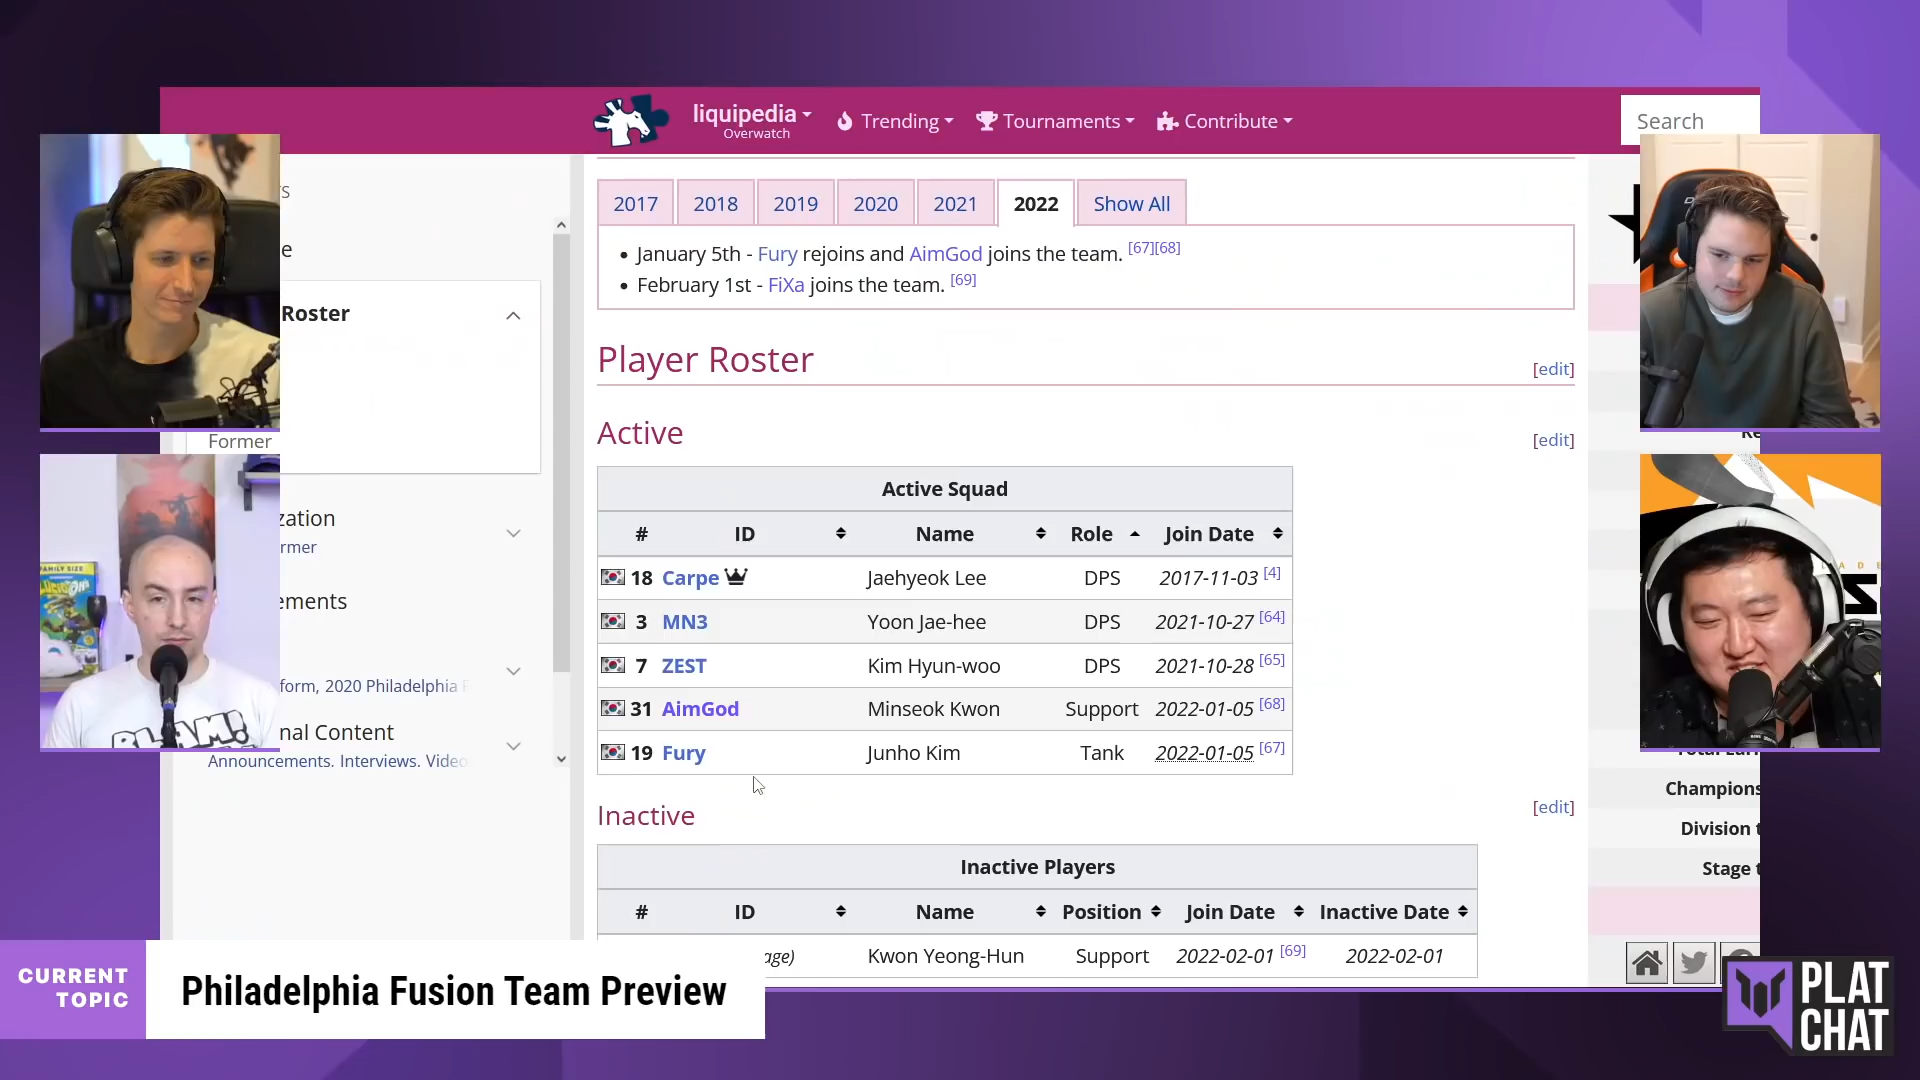 liquipedia
Overwatch
Trending
Tournaments
Contribute
Search
2017
2018
2019
2020
2021
2022
Show All
January 5th - Fury rejoins and AimGod joins the team. [67][68]
February 1st - FiXa joins the team. [69]
Roster
Former
zation
rmer
ements
form, 2020 Philadelphia
nal Content
Announcements. Interviews. Video
Player Roster
[edit]
Active
[edit]
Active Squad
# ID Name Role Join Date
18 Carpe Jaehyeok Lee DPS 2017-11-03 [4]
3 MN3 Yoon Jae-hee DPS 2021-10-27 [64]
7 ZEST Kim Hyun-woo DPS 2021-10-28 [65]
31 AimGod Minseok Kwon Support 2022-01-05 [68]
19 Fury Junho Kim Tank 2022-01-05 [67]
Inactive
[edit]
Inactive Players
# ID Name Position Join Date Inactive Date
age) Kwon Yeong-Hun Support 2022-02-01 [69] 2022-02-01
Champions
Division t
Stage t
FAMILY SIZE
BLAM!
CURRENT
TOPIC
Philadelphia Fusion Team Preview
PLAT
CHAT